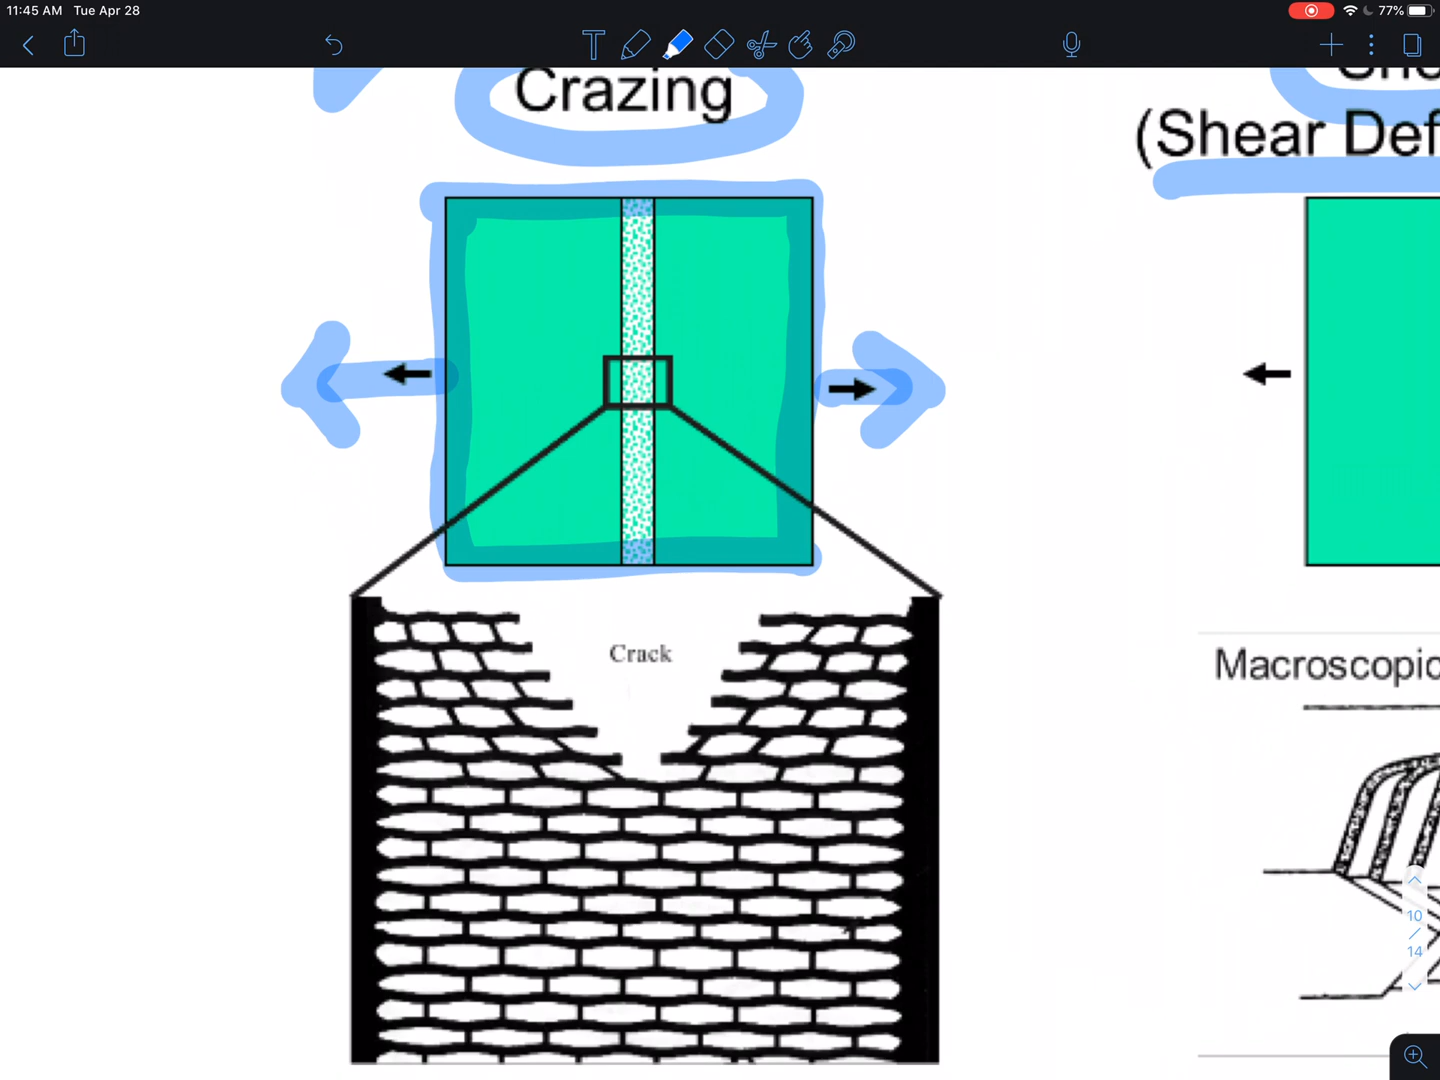 11:45 AM Tue Apr 28
77%
T
Crazing
(Shear Def
Crack
Macroscopic
10
/
14